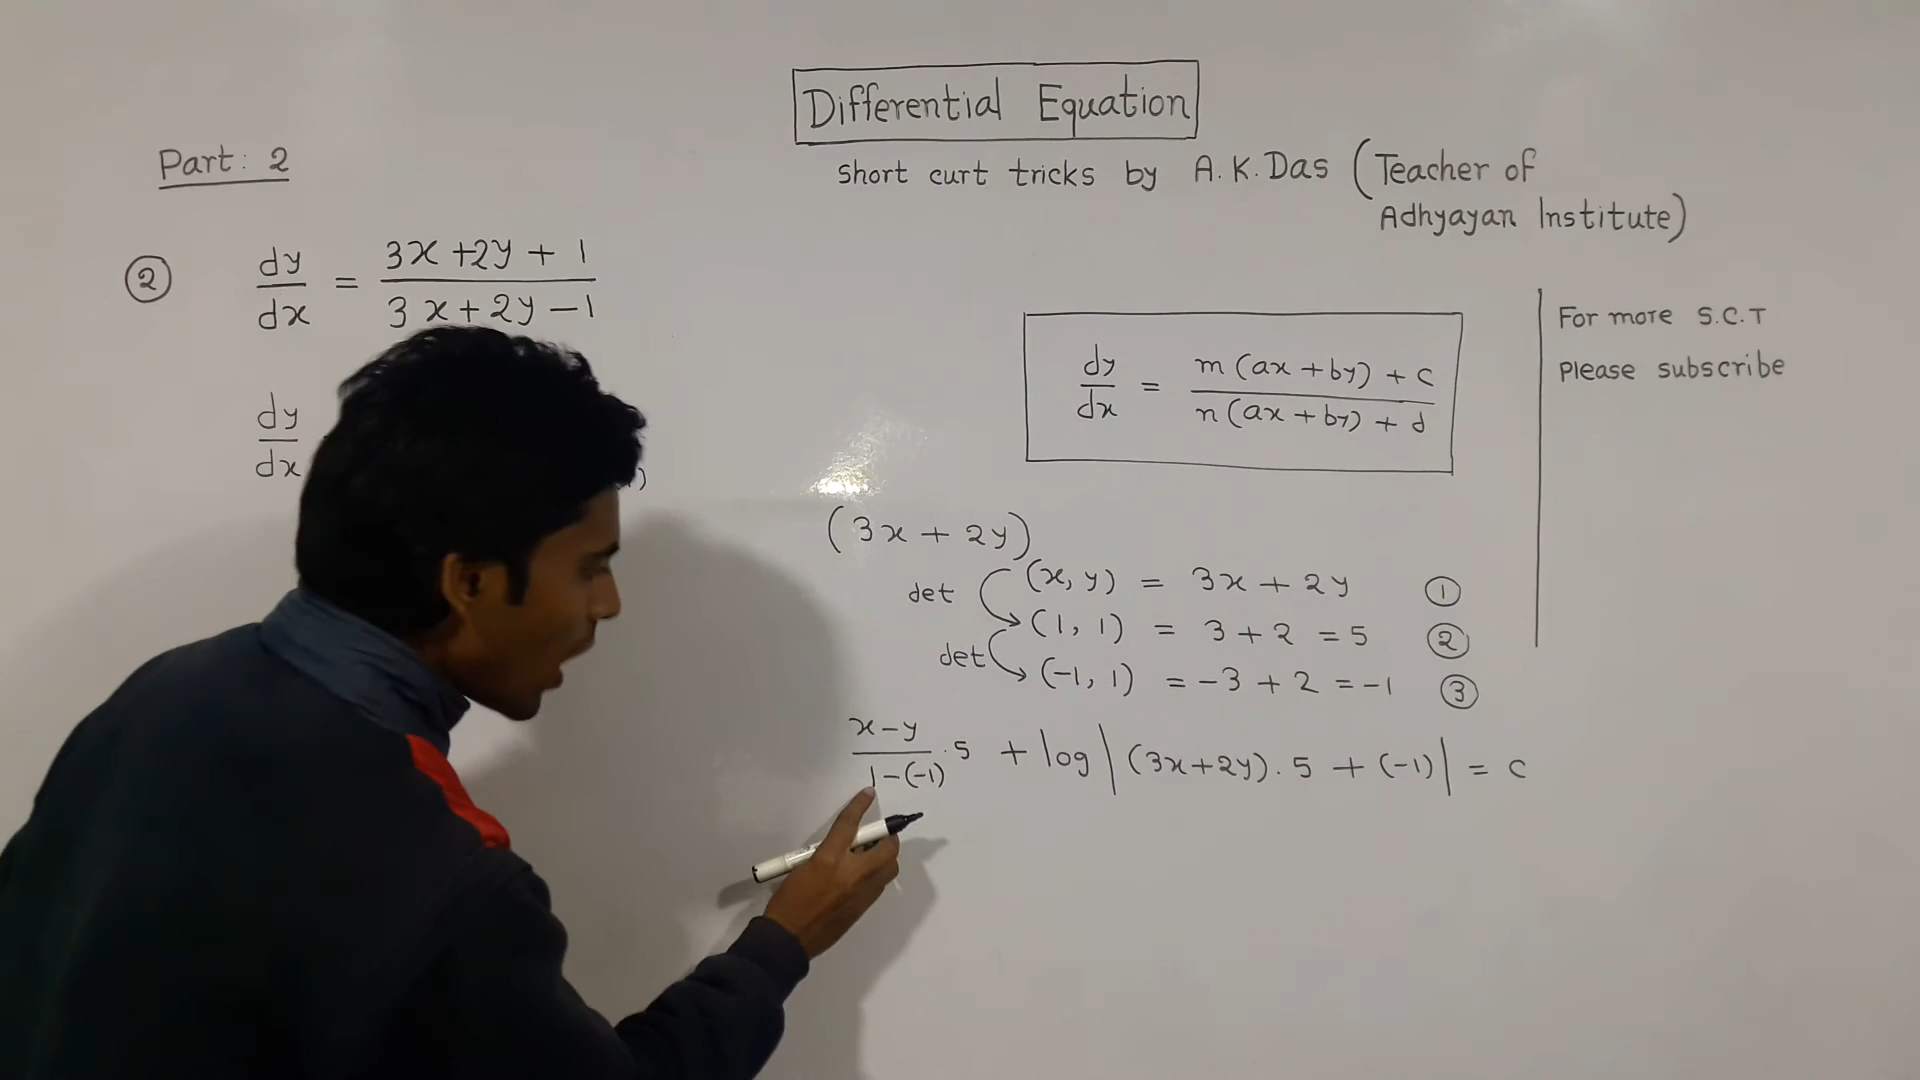 Differential Equation
Part: 2
short curt tricks by A.K.Das (Teacher of
Adhyayan Institute)
② dy/dx = (3x+2y+1)/(3x+2y-1)
For more S.C.T
please subscribe
dy/dx = (m(ax+by)+c)/(n(ax+by)+d)
dy/dx
(3x+2y)
det (x, y) = 3x+2y ①
(1, 1) = 3+2 = 5 ②
det (-1, 1) = -3+2 = -1 ③
(x-y)/(1-(-1)) .5 + log|(3x+2y).5+(-1)| = c